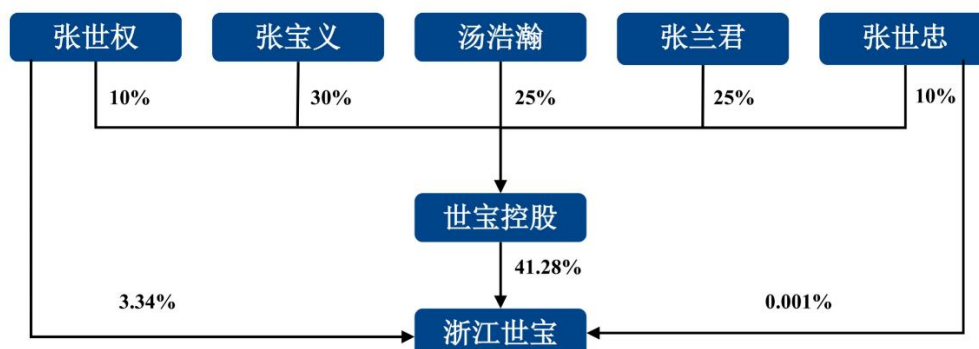 张世权 张宝义 汤浩瀚 张兰君 张世忠
10% 30% 25% 25% 10%
世宝控股
41.28%
3.34% 0.001%
浙江世宝